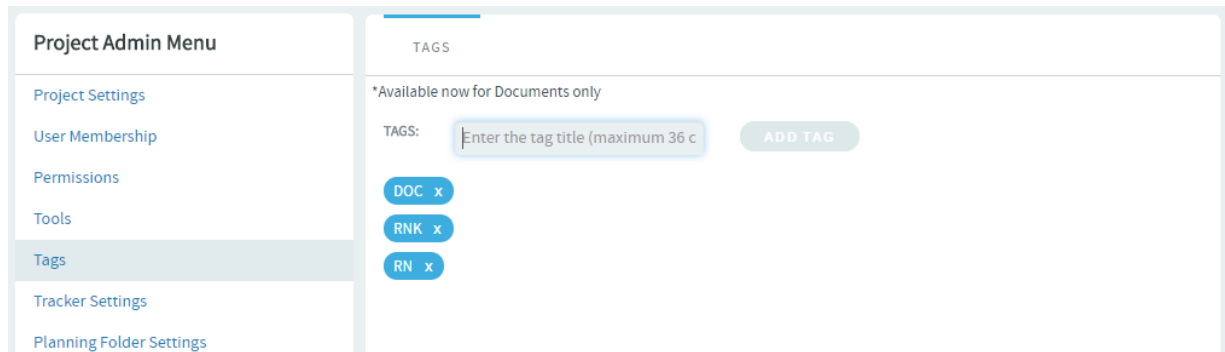 Project Admin Menu
Project Settings
User Membership
Permissions
Tools
Tags
Tracker Settings
Planning Folder Settings
TAGS
*Available now for Documents only
TAGS: Enter the tag title (maximum 36 c ADD TAG
DOC x
RNK x
RN x